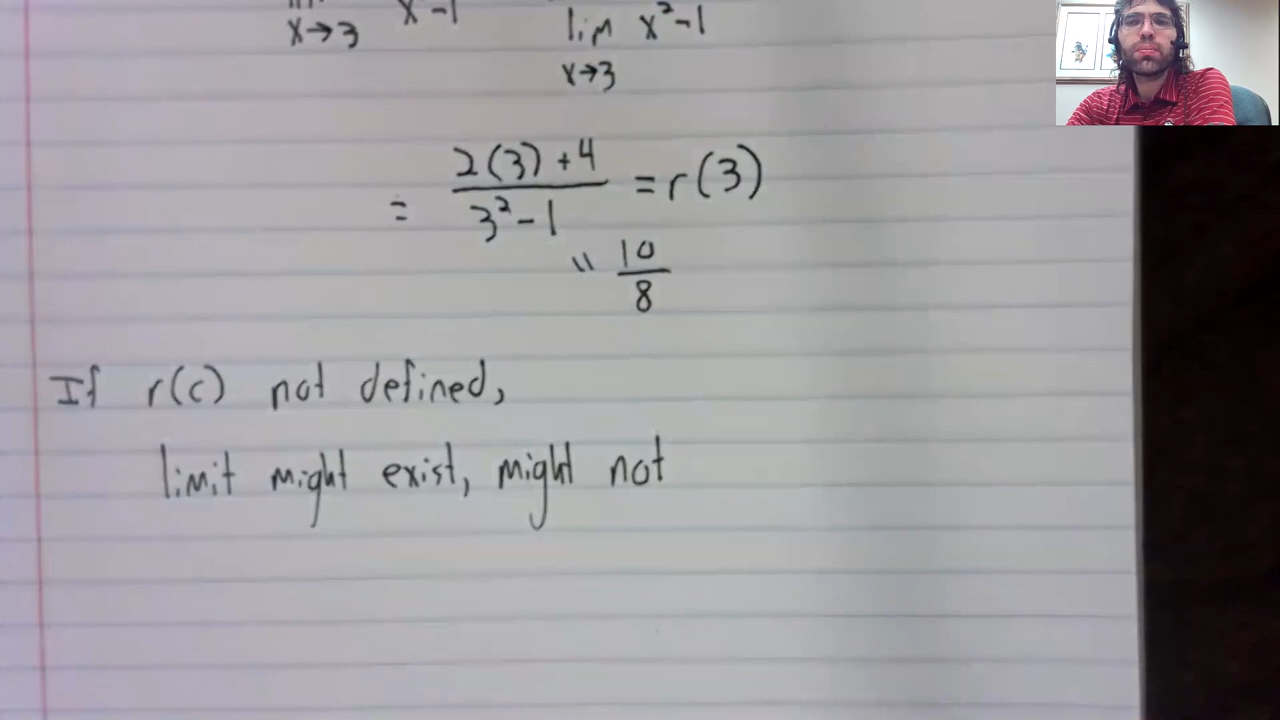 x→3 x-1 lim x²-1
x→3
= 2(3)+4 / 3²-1 = r(3)
" 10/8
If r(c) not defined,
limit might exist, might not